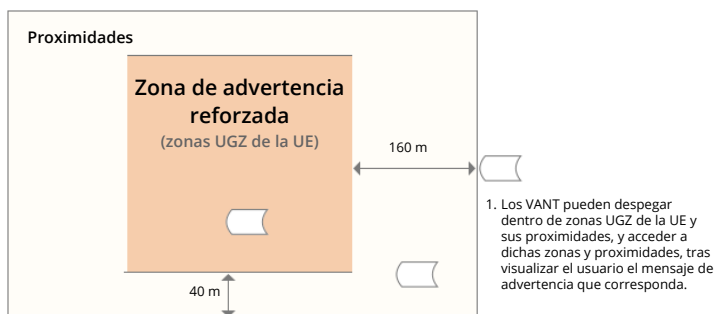 Proximidades
Zona de advertencia
reforzada
(zonas UGZ de la UE)
160 m
1. Los VANT pueden despegar
dentro de zonas UGZ de la UE y
sus proximidades, y acceder a
dichas zonas y proximidades, tras
visualizar el usuario el mensaje de
advertencia que corresponda.
40 m